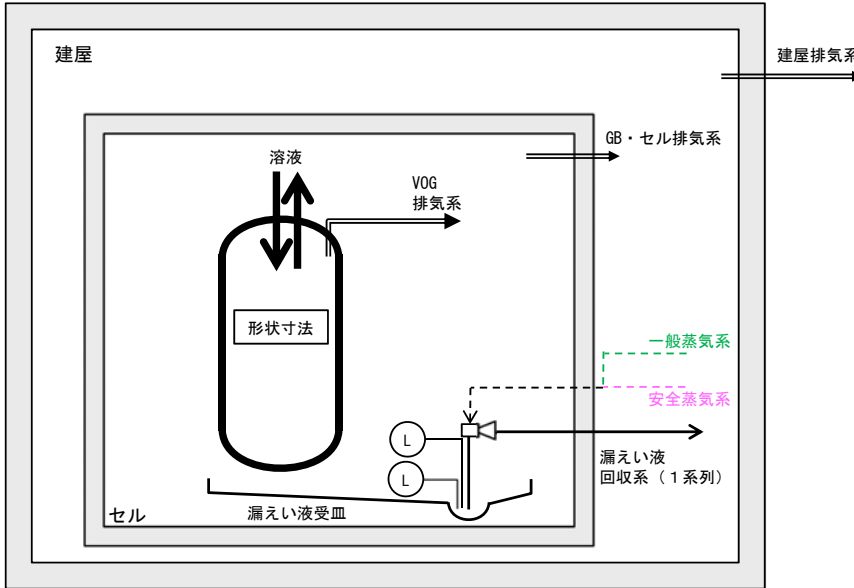 建屋
建屋排気系
GB・セル排気系
溶液
VOG
排気系
形状寸法
一般蒸気系
安全蒸気系
L
L
漏えい液
回収系（１系列）
漏えい液受皿
セル